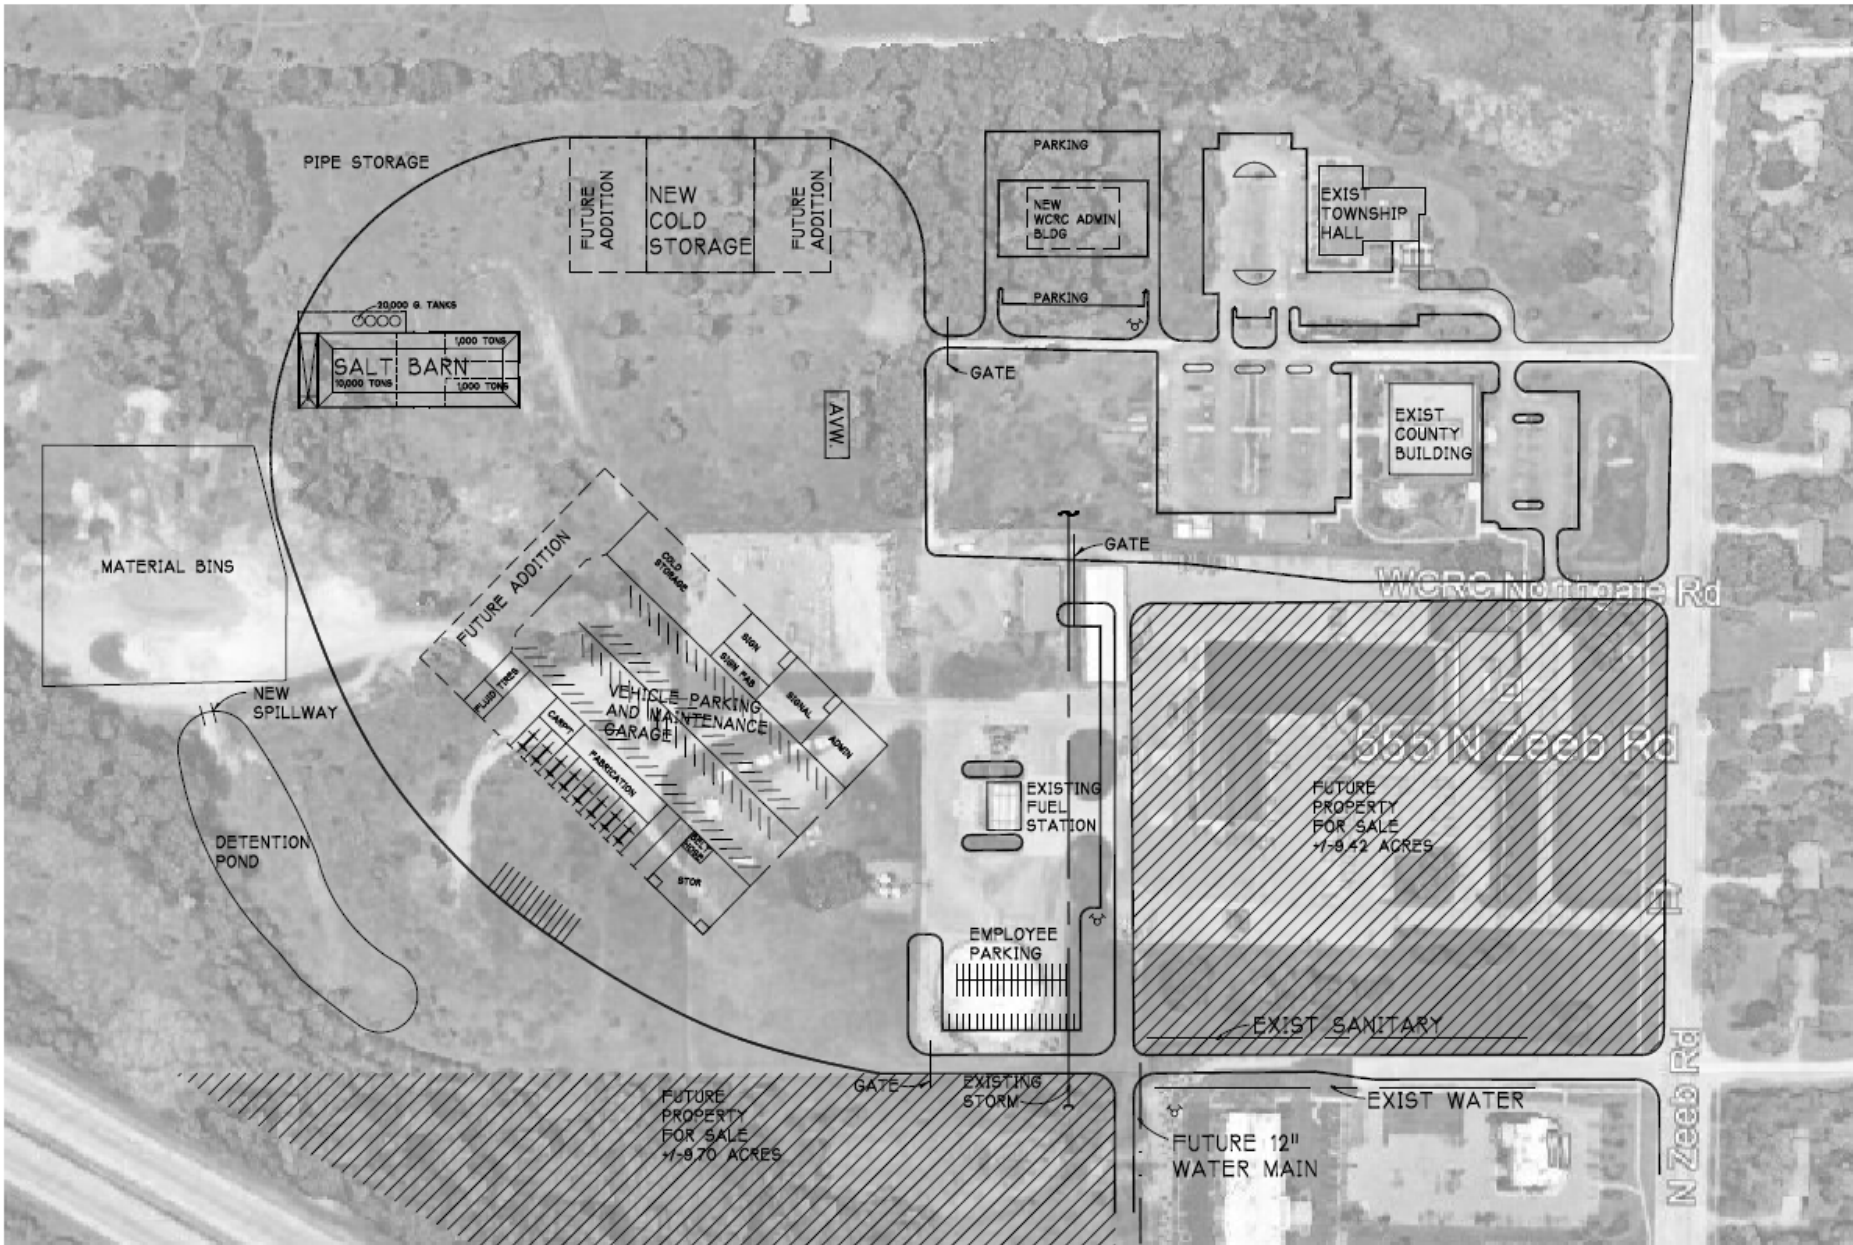 PIPE STORAGE
FUTURE
ADDITION
NEW
COLD
STORAGE
FUTURE
ADDITION
PARKING
NEW
WCRC ADMIN
BLDG
PARKING
EXIST
TOWNSHIP
HALL
20,000 G. TANKS
1,000 TONS
SALT BARN
10,000 TONS
1,000 TONS
GATE
A.V.W.
EXIST
COUNTY
BUILDING
MATERIAL BINS
FUTURE ADDITION
COLD
STORAGE
GATE
WCRC Northgate Rd
SIGN
SIGN FAB
SIGNAL
ADMIN
FLUID
TIRES
CARPT
FABRICATION
VEHICLE PARKING
AND MAINTENANCE
GARAGE
BELT
HOSE
STOR
NEW
SPILLWAY
DETENTION
POND
EXISTING
FUEL
STATION
555 N Zeeb Rd
FUTURE
PROPERTY
FOR SALE
+/-9.42 ACRES
EMPLOYEE
PARKING
EXIST SANITARY
GATE
EXISTING
STORM
FUTURE
PROPERTY
FOR SALE
+/-9.70 ACRES
EXIST WATER
FUTURE 12"
WATER MAIN
N Zeeb Rd